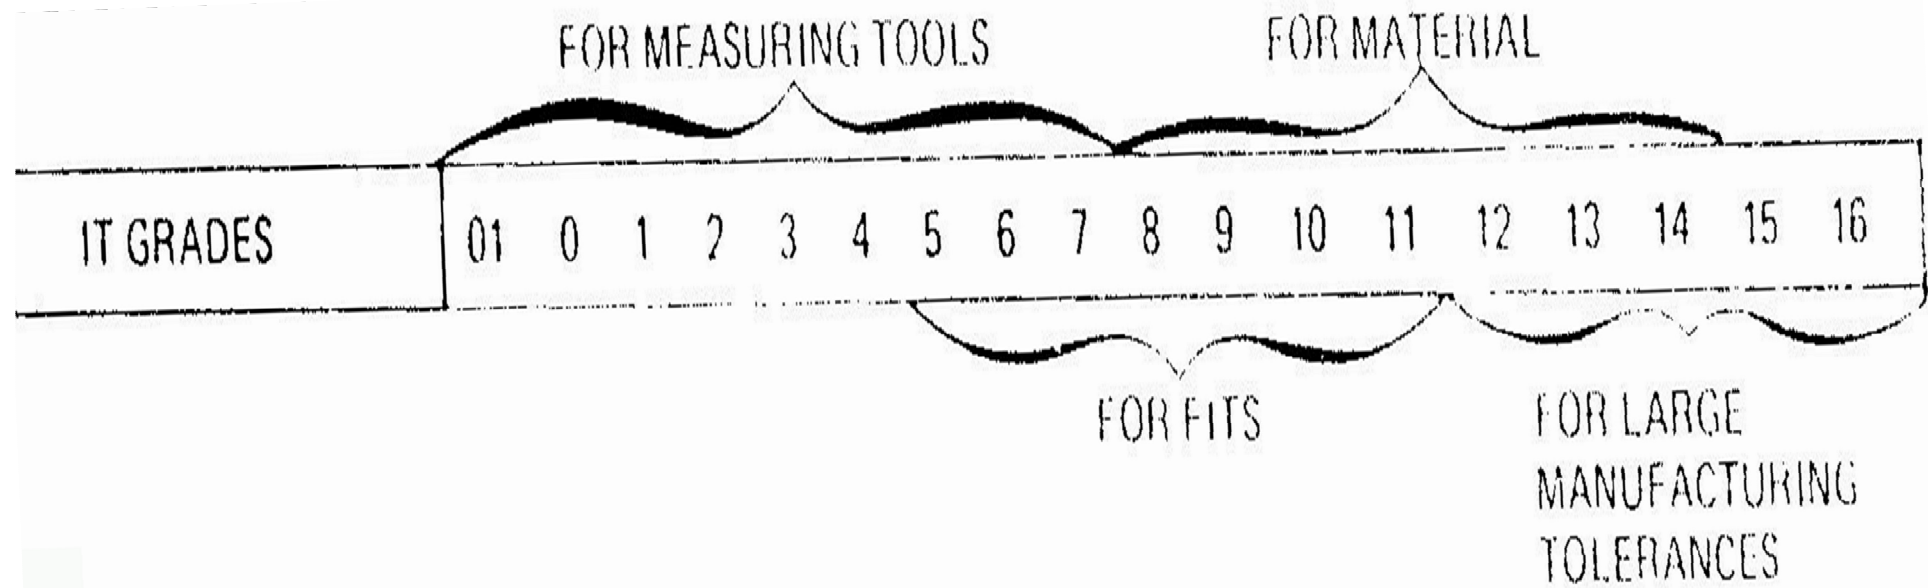 FOR MEASURING TOOLS
FOR MATERIAL
IT GRADES 01 0 1 2 3 4 5 6 7 8 9 10 11 12 13 14 15 16
FOR FITS
FOR LARGE
MANUFACTURING
TOLERANCES